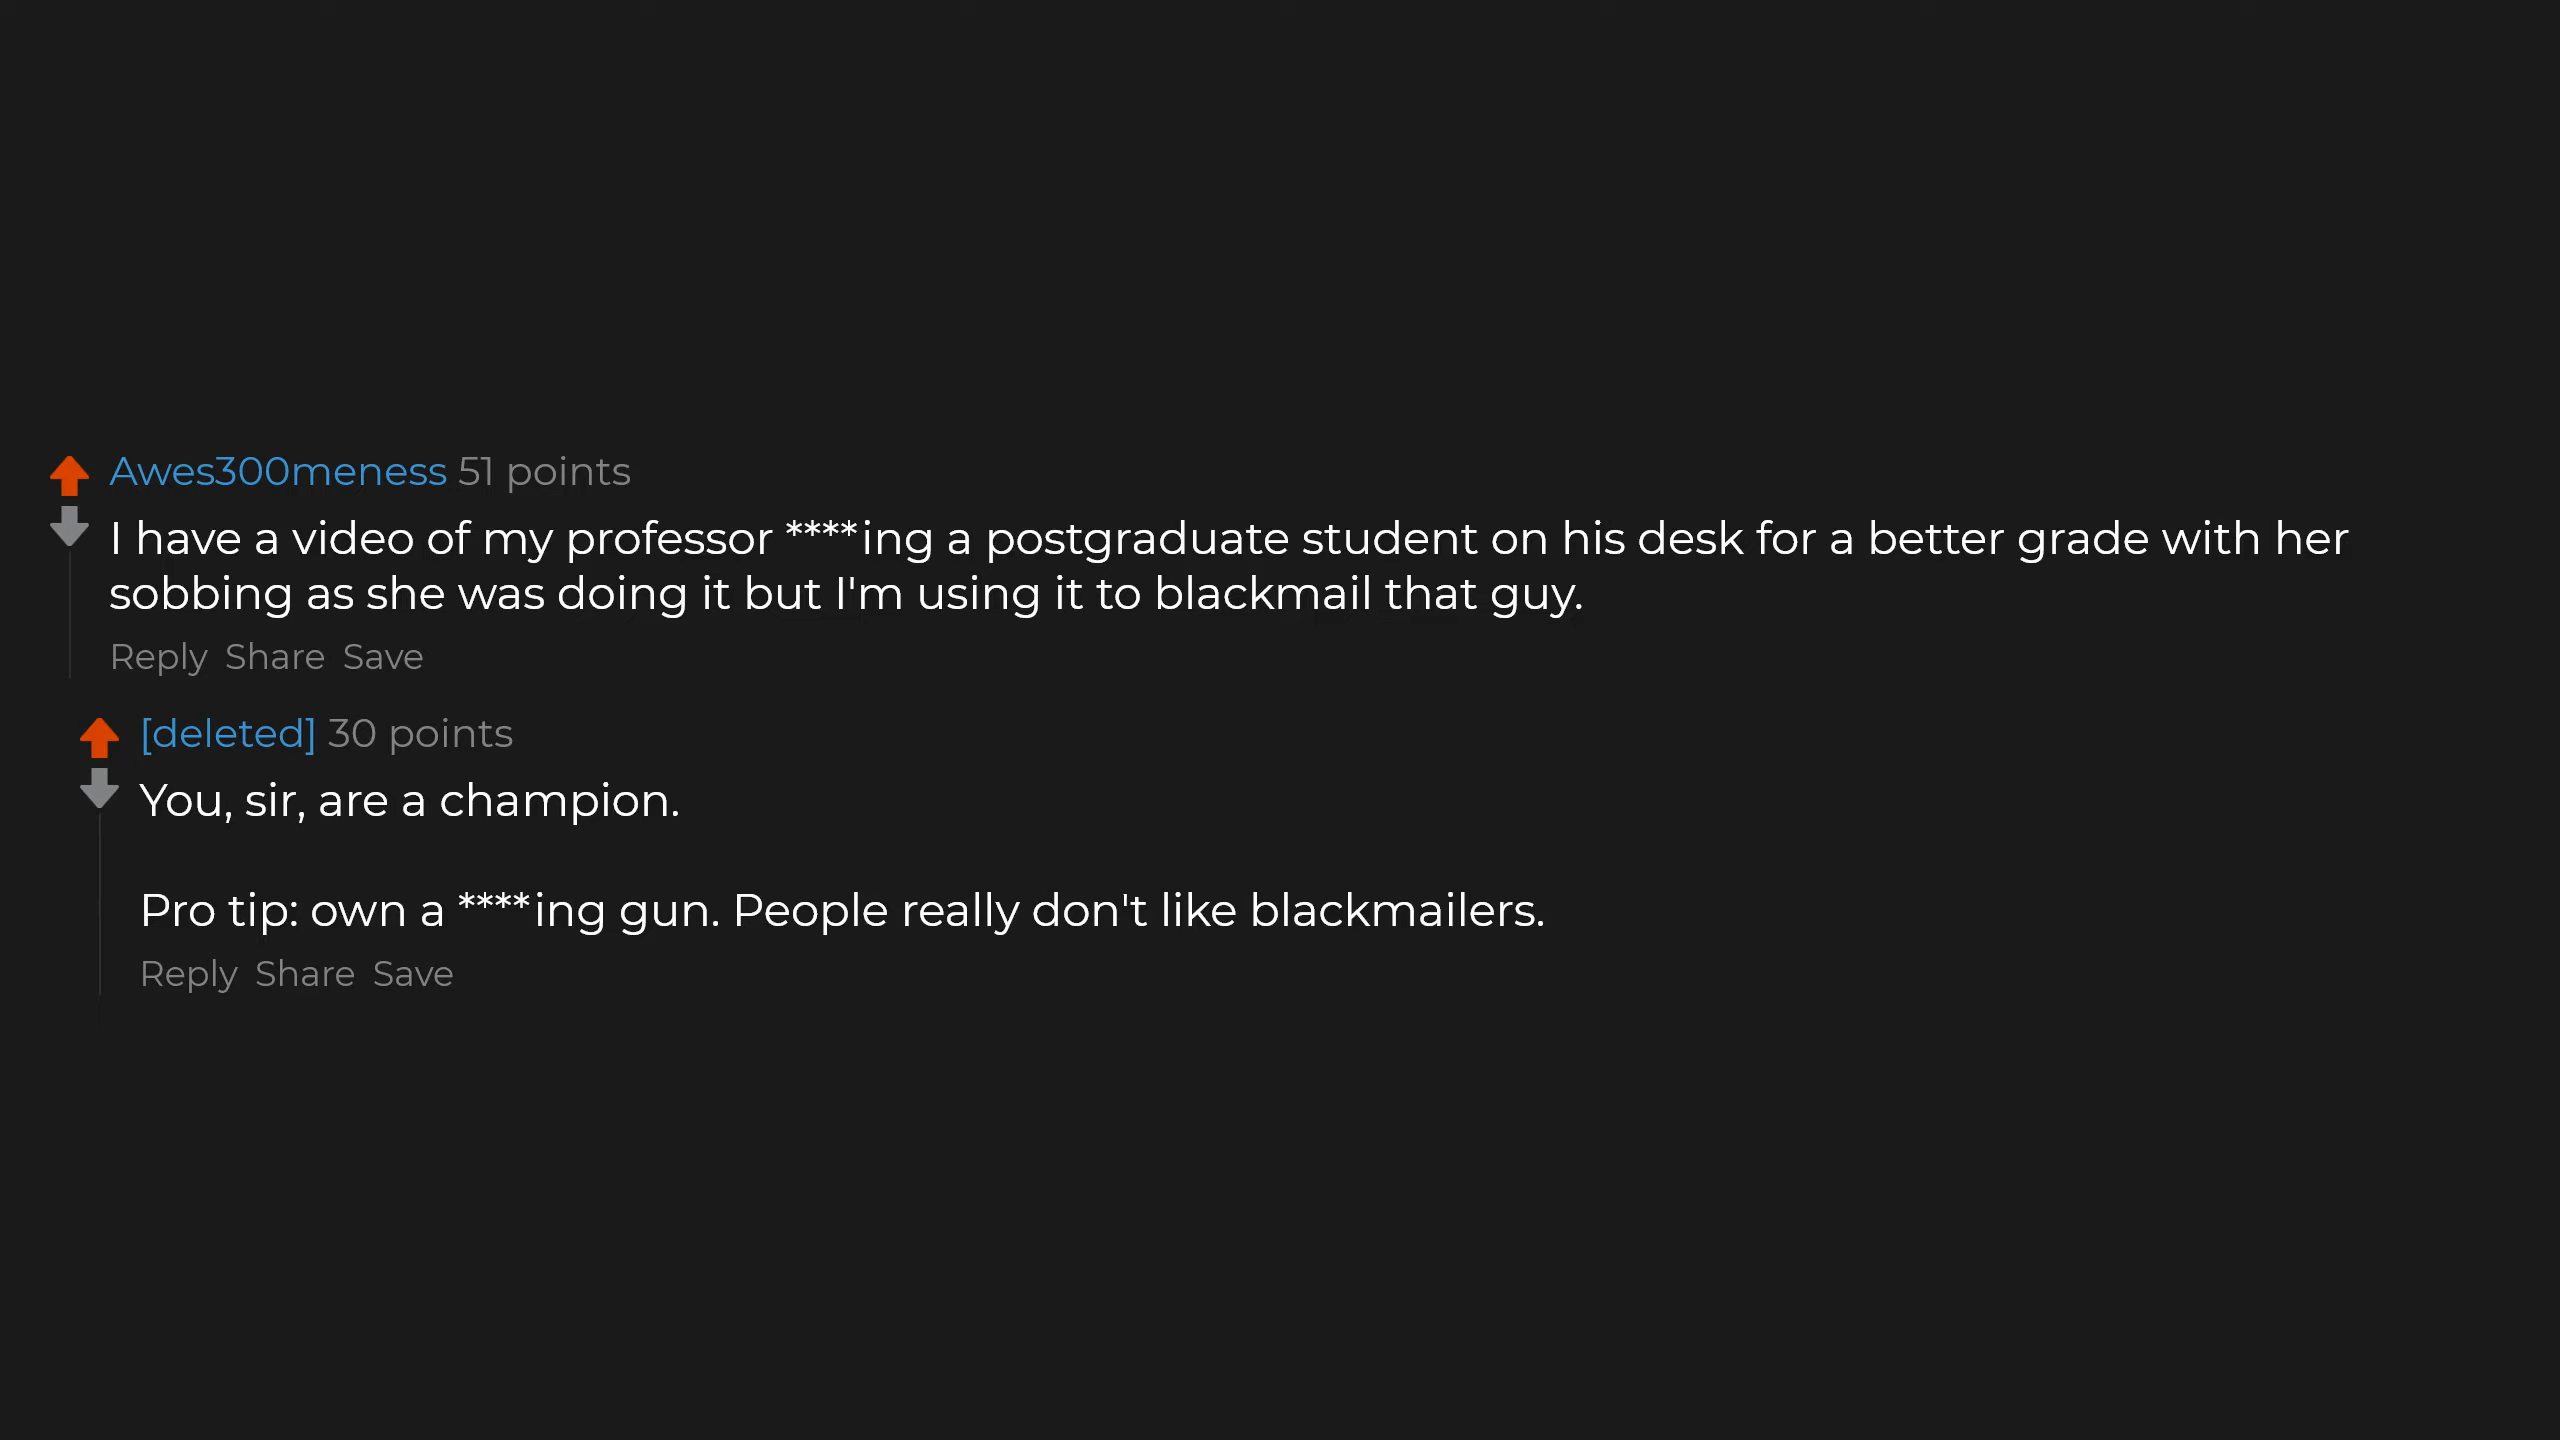 Awes300meness 51 points
I have a video of my professor ****ing a postgraduate student on his desk for a better grade with her
sobbing as she was doing it but I'm using it to blackmail that guy.
Reply Share Save
[deleted] 30 points
You, sir, are a champion.
Pro tip: own a ****ing gun. People really don't like blackmailers.
Reply Share Save